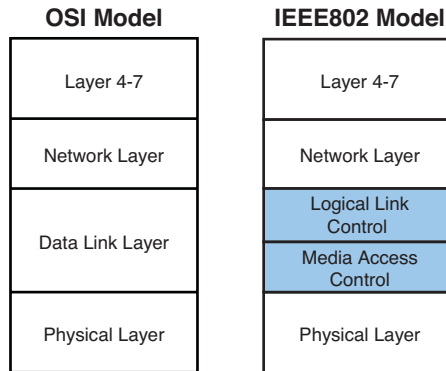 OSI Model
Layer 4-7
Network Layer
Data Link Layer
Physical Layer
IEEE802 Model
Layer 4-7
Network Layer
Logical Link
Control
Media Access
Control
Physical Layer